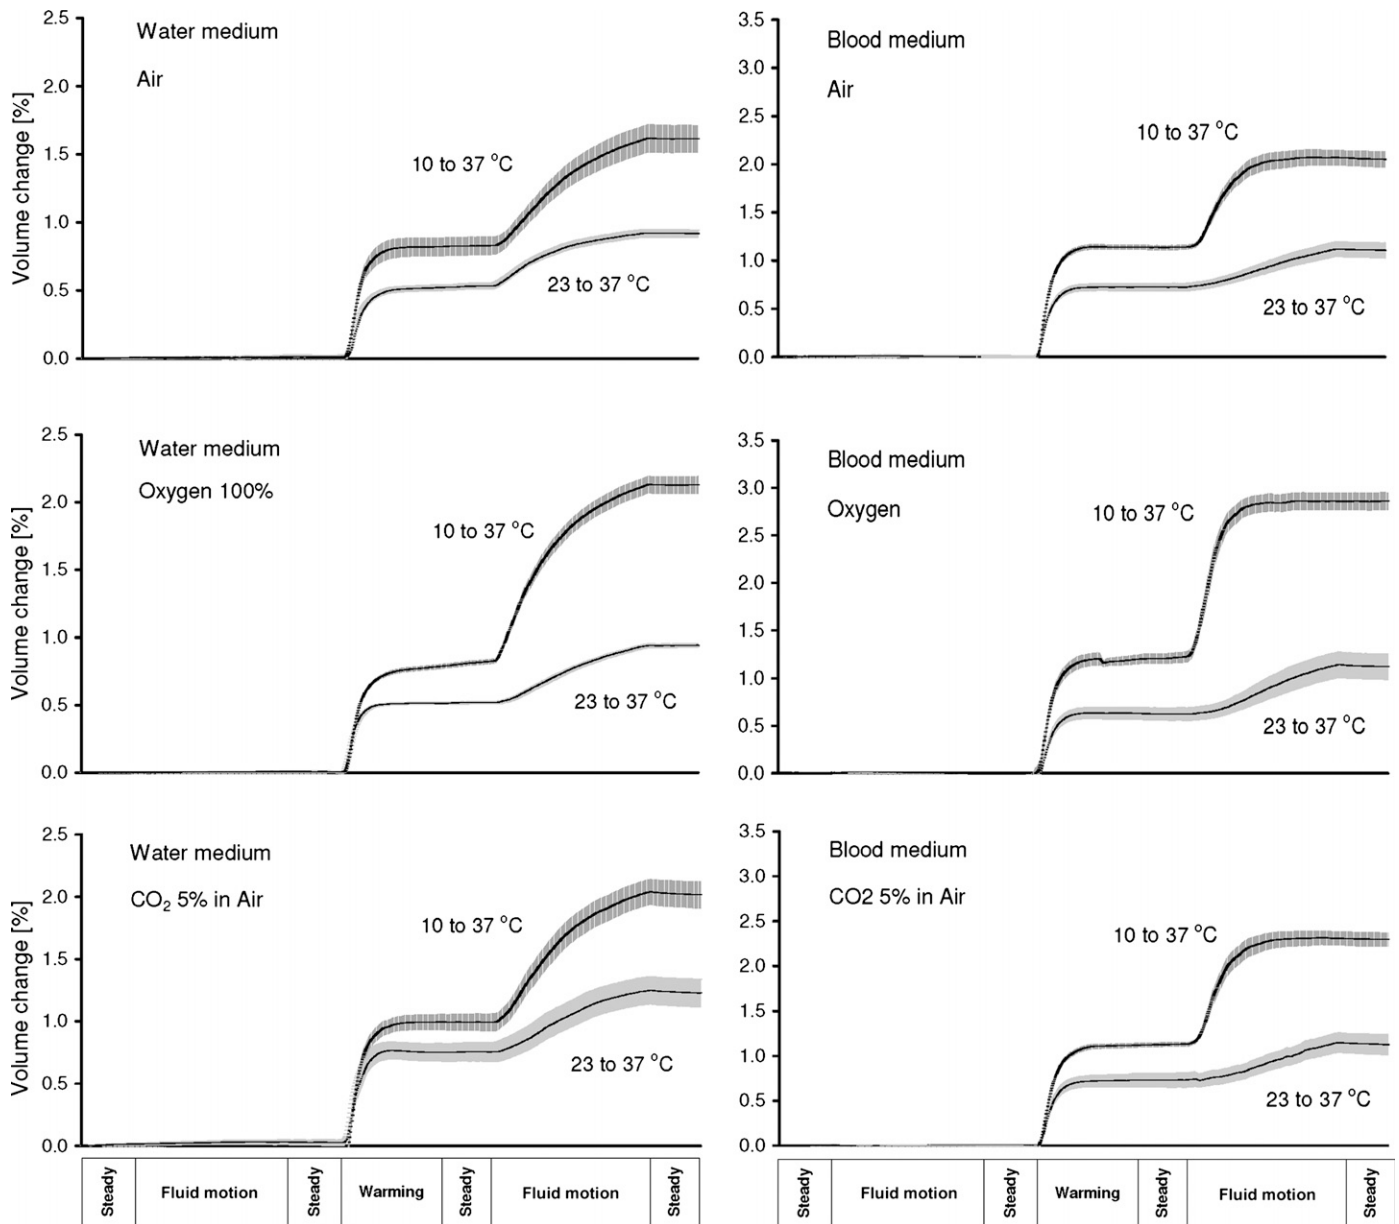 2.5
2.0
1.5
1.0
0.5
0.0
Volume change [%]
Water medium
Air
10 to 37 °C
23 to 37 °C
3.5
3.0
2.5
2.0
1.5
1.0
0.5
0.0
Blood medium
Air
10 to 37 °C
23 to 37 °C
2.5
2.0
1.5
1.0
0.5
0.0
Volume change [%]
Water medium
Oxygen 100%
10 to 37 °C
23 to 37 °C
3.5
3.0
2.5
2.0
1.5
1.0
0.5
0.0
Blood medium
Oxygen
10 to 37 °C
23 to 37 °C
2.5
2.0
1.5
1.0
0.5
0.0
Volume change [%]
Water medium
CO₂ 5% in Air
10 to 37 °C
23 to 37 °C
3.5
3.0
2.5
2.0
1.5
1.0
0.5
0.0
Blood medium
CO2 5% in Air
10 to 37 °C
23 to 37 °C
Steady
Fluid motion
Steady
Warming
Steady
Fluid motion
Steady
Steady
Fluid motion
Steady
Warming
Steady
Fluid motion
Steady